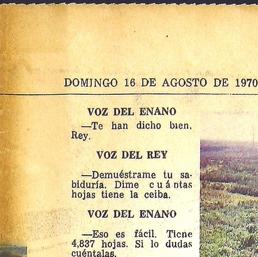 DOMINGO 16 DE AGOSTO DE 1970
VOZ DEL ENANO
—Te han dicho bien,
Rey.
VOZ DEL REY
—Demuéstrame tu sa-
biduría. Dime cuántas
hojas tiene la ceiba.
VOZ DEL ENANO
—Eso es fácil. Tiene
4,837 hojas. Si lo dudas
cuéntalas.